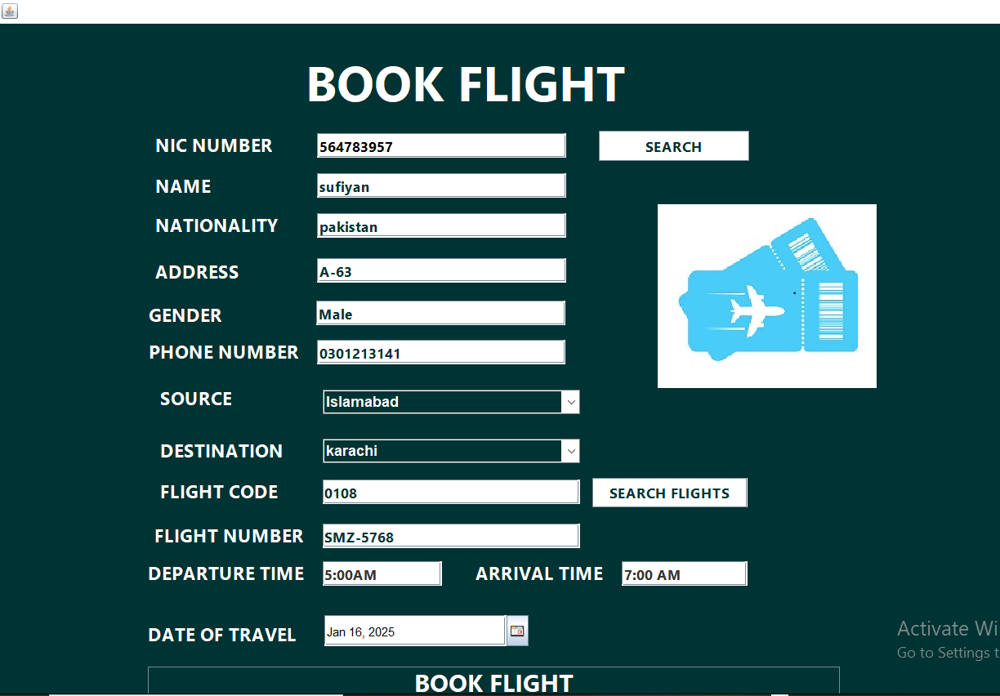 BOOK FLIGHT
NIC NUMBER 564783957 SEARCH
NAME sufiyan
NATIONALITY pakistan
ADDRESS A-63
GENDER Male
PHONE NUMBER 0301213141
SOURCE Islamabad
DESTINATION karachi
FLIGHT CODE 0108 SEARCH FLIGHTS
FLIGHT NUMBER SMZ-5768
DEPARTURE TIME 5:00AM ARRIVAL TIME 7:00 AM
DATE OF TRAVEL Jan 16, 2025
Activate Wi
Go to Settings t
BOOK FLIGHT